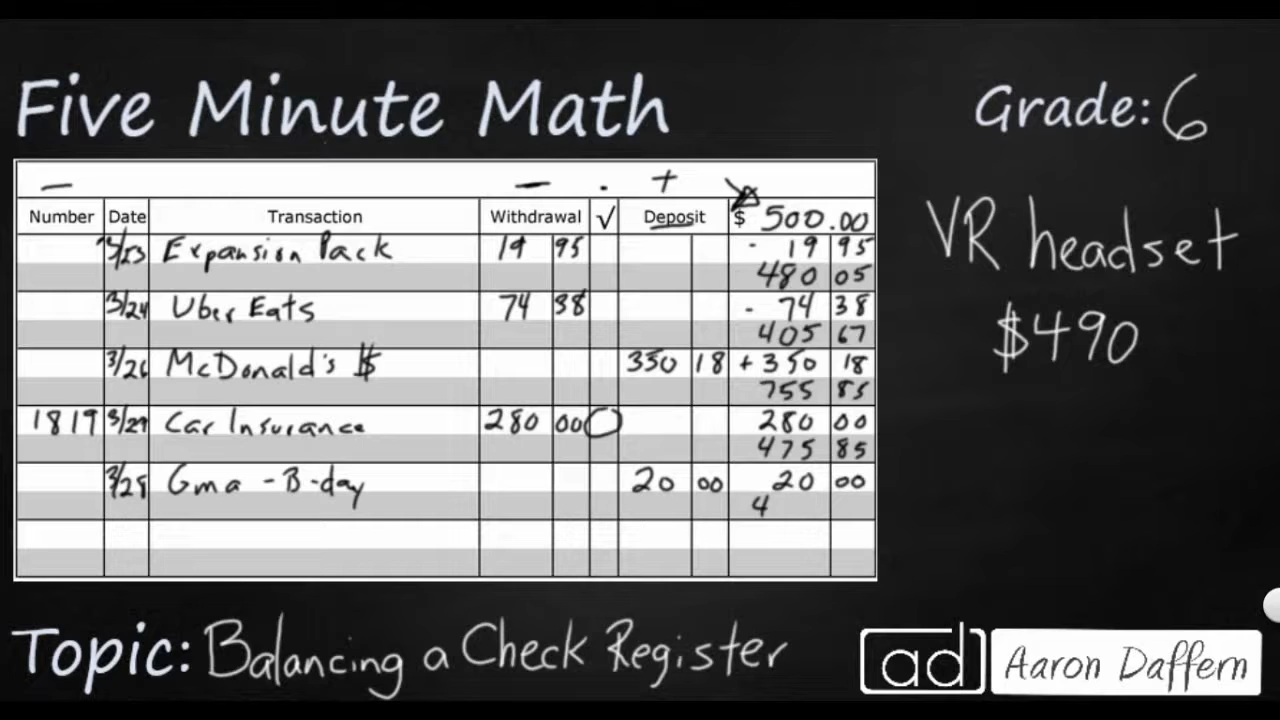 Five Minute Math
Grade: 6
− − . +
Number Date Transaction Withdrawal √ Deposit $ 500.00
Expansion Pack 19 95 - 19 95
480 05
3/24 Uber Eats 74 38 - 74 38
405 67
3/26 McDonald's $ 350 18 + 350 18
755 85
1819 3/27 Car Insurance 280 00 280 00
475 85
3/28 Gma - B-day 20 00 20 00
4
VR headset
$490
Topic: Balancing a Check Register
ad Aaron Daffern